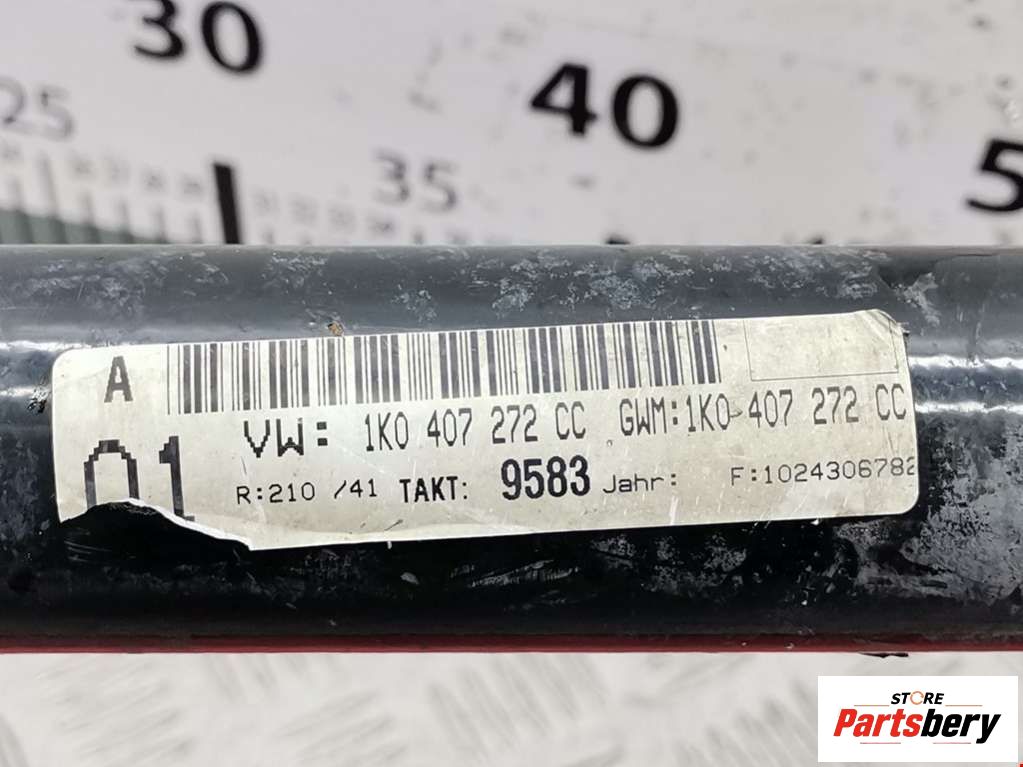 30
40
5
25
35
A
VW: 1K0 407 272 CC GWM:1K0 407 272 CC
01
R:210 /41 TAKT: 9583 Jahr: F:1024306782
STORE
Partsbery